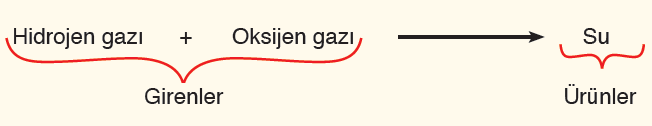 Hidrojen gazı + Oksijen gazı Su
Girenler Ürünler